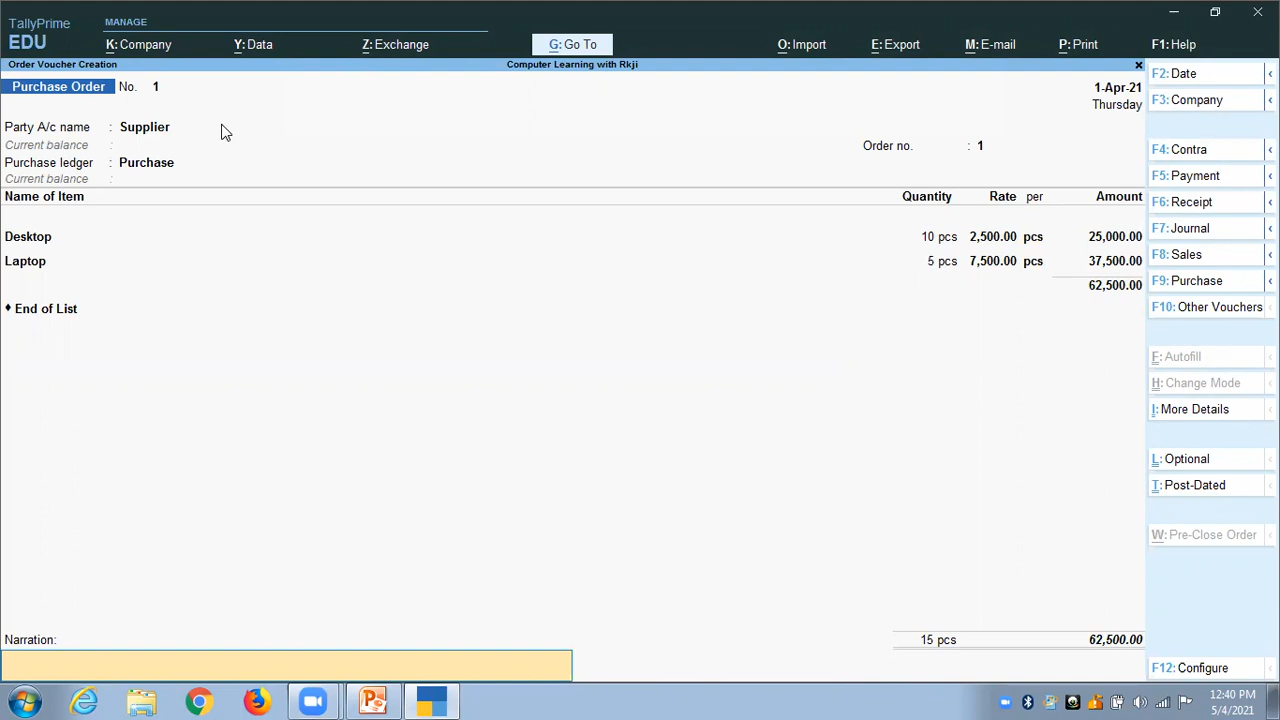 TallyPrime
EDU
MANAGE
K: Company
Y: Data
Z: Exchange
G: Go To
O: Import
E: Export
M: E-mail
P: Print
F1: Help
Order Voucher Creation
Computer Learning with Rkji
Purchase Order No. 1
1-Apr-21
Thursday
Party A/c name : Supplier
Current balance :
Order no. : 1
Purchase ledger : Purchase
Current balance :
Name of Item Quantity Rate per Amount
Desktop 10 pcs 2,500.00 pcs 25,000.00
Laptop 5 pcs 7,500.00 pcs 37,500.00
62,500.00
♦ End of List
Narration:
15 pcs 62,500.00
F2: Date
F3: Company
F4: Contra
F5: Payment
F6: Receipt
F7: Journal
F8: Sales
F9: Purchase
F10: Other Vouchers
F: Autofill
H: Change Mode
I: More Details
L: Optional
T: Post-Dated
W: Pre-Close Order
F12: Configure
12:40 PM
5/4/2021